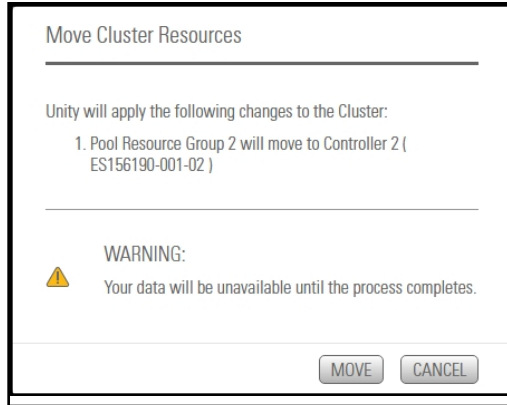 Move Cluster Resources
Unity will apply the following changes to the Cluster:
1. Pool Resource Group 2 will move to Controller 2 (
ES156190-001-02 )
WARNING:
Your data will be unavailable until the process completes.
MOVE CANCEL